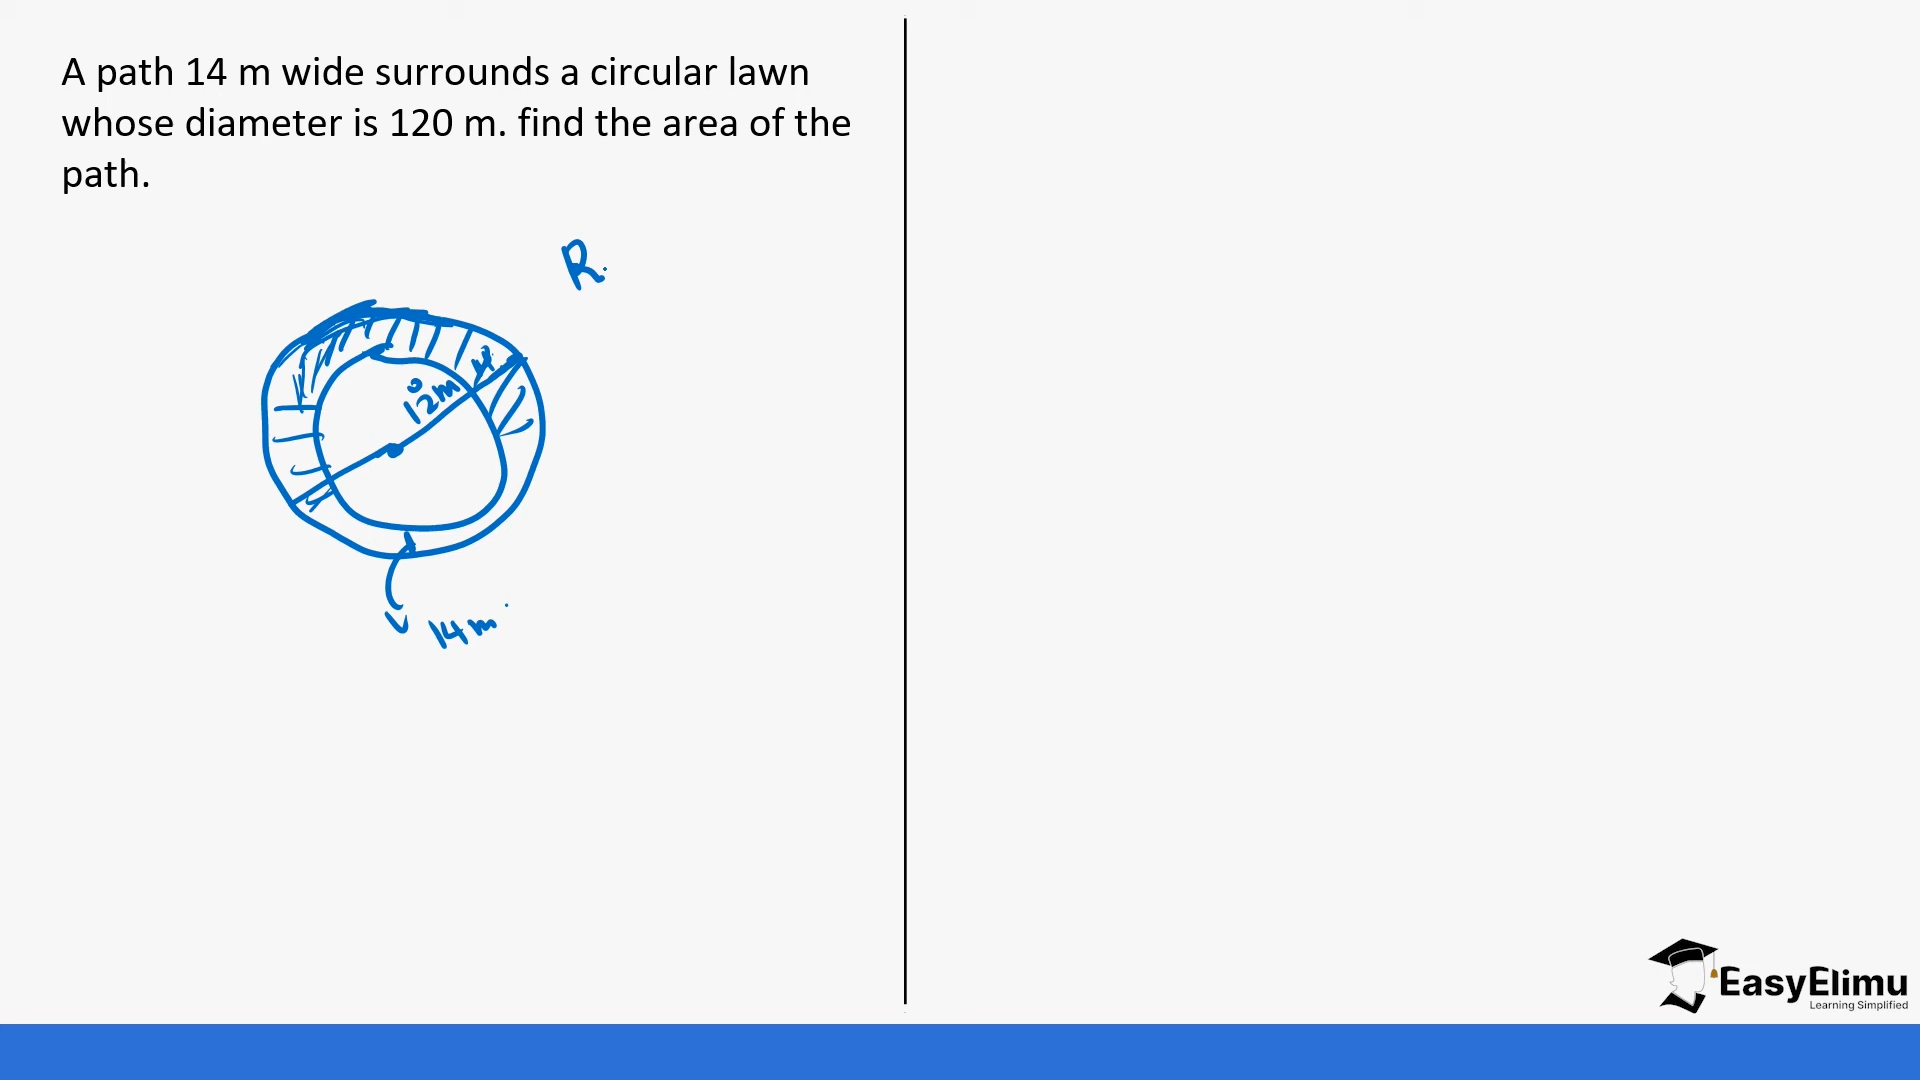 A path 14 m wide surrounds a circular lawn
whose diameter is 120 m. find the area of the
path.
R.
12m
14m
EasyElimu
Learning Simplified